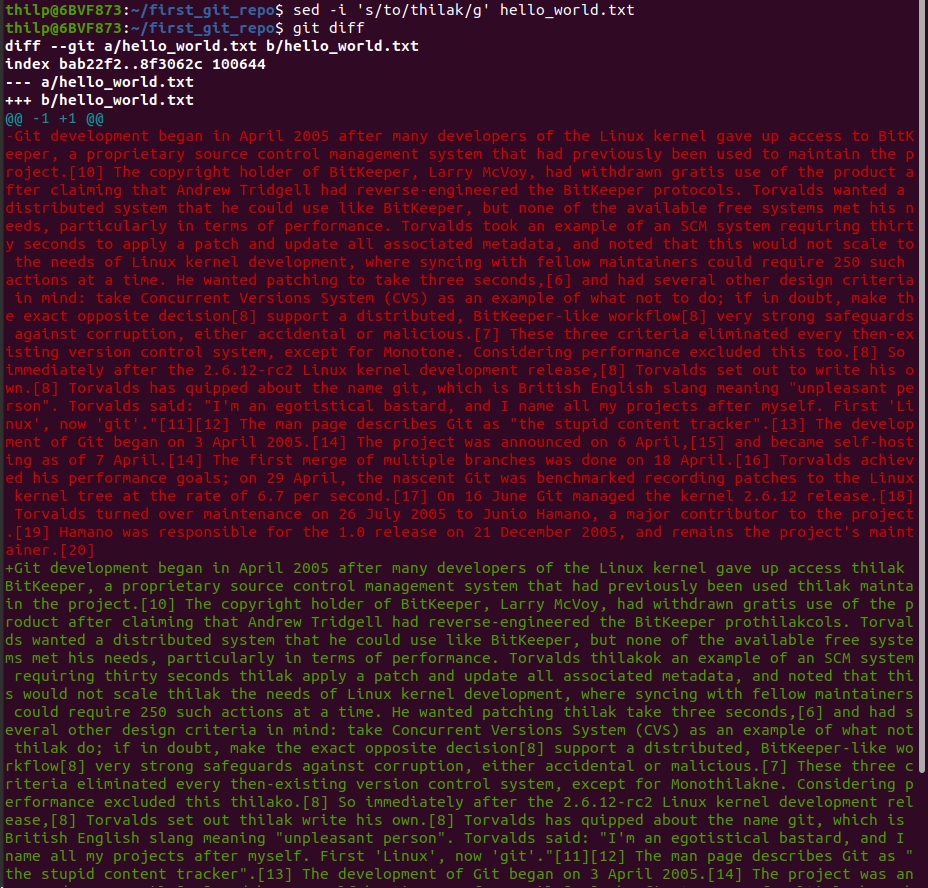 thilp@6BVF873:~/first_git_repo$ sed -i 's/to/thilak/g' hello_world.txt
thilp@6BVF873:~/first_git_repo$ git diff
diff --git a/hello_world.txt b/hello_world.txt
index bab22f2..8f3062c 100644
--- a/hello_world.txt
+++ b/hello_world.txt
@@ -1 +1 @@
-Git development began in April 2005 after many developers of the Linux kernel gave up access to BitK
eeper, a proprietary source control management system that had previously been used to maintain the p
roject.[10] The copyright holder of BitKeeper, Larry McVoy, had withdrawn gratis use of the product a
fter claiming that Andrew Tridgell had reverse-engineered the BitKeeper protocols. Torvalds wanted a
distributed system that he could use like BitKeeper, but none of the available free systems met his n
eeds, particularly in terms of performance. Torvalds took an example of an SCM system requiring thirt
y seconds to apply a patch and update all associated metadata, and noted that this would not scale to
 the needs of Linux kernel development, where syncing with fellow maintainers could require 250 such
actions at a time. He wanted patching to take three seconds,[6] and had several other design criteria
 in mind: take Concurrent Versions System (CVS) as an example of what not to do; if in doubt, make th
e exact opposite decision[8] support a distributed, BitKeeper-like workflow[8] very strong safeguards
 against corruption, either accidental or malicious.[7] These three criteria eliminated every then-ex
isting version control system, except for Monotone. Considering performance excluded this too.[8] So
immediately after the 2.6.12-rc2 Linux kernel development release,[8] Torvalds set out to write his o
wn.[8] Torvalds has quipped about the name git, which is British English slang meaning "unpleasant pe
rson". Torvalds said: "I'm an egotistical bastard, and I name all my projects after myself. First 'Li
nux', now 'git'."[11][12] The man page describes Git as "the stupid content tracker".[13] The develop
ment of Git began on 3 April 2005.[14] The project was announced on 6 April,[15] and became self-host
ing as of 7 April.[14] The first merge of multiple branches was done on 18 April.[16] Torvalds achiev
ed his performance goals; on 29 April, the nascent Git was benchmarked recording patches to the Linux
 kernel tree at the rate of 6.7 per second.[17] On 16 June Git managed the kernel 2.6.12 release.[18]
 Torvalds turned over maintenance on 26 July 2005 to Junio Hamano, a major contributor to the project
.[19] Hamano was responsible for the 1.0 release on 21 December 2005, and remains the project's maint
ainer.[20]
+Git development began in April 2005 after many developers of the Linux kernel gave up access thilak
BitKeeper, a proprietary source control management system that had previously been used thilak mainta
in the project.[10] The copyright holder of BitKeeper, Larry McVoy, had withdrawn gratis use of the p
roduct after claiming that Andrew Tridgell had reverse-engineered the BitKeeper prothilakcols. Torval
ds wanted a distributed system that he could use like BitKeeper, but none of the available free syste
ms met his needs, particularly in terms of performance. Torvalds thilakok an example of an SCM system
 requiring thirty seconds thilak apply a patch and update all associated metadata, and noted that thi
s would not scale thilak the needs of Linux kernel development, where syncing with fellow maintainers
 could require 250 such actions at a time. He wanted patching thilak take three seconds,[6] and had s
everal other design criteria in mind: take Concurrent Versions System (CVS) as an example of what not
 thilak do; if in doubt, make the exact opposite decision[8] support a distributed, BitKeeper-like wo
rkflow[8] very strong safeguards against corruption, either accidental or malicious.[7] These three c
riteria eliminated every then-existing version control system, except for Monothilakne. Considering p
erformance excluded this thilako.[8] So immediately after the 2.6.12-rc2 Linux kernel development rel
ease,[8] Torvalds set out thilak write his own.[8] Torvalds has quipped about the name git, which is
British English slang meaning "unpleasant person". Torvalds said: "I'm an egotistical bastard, and I
name all my projects after myself. First 'Linux', now 'git'."[11][12] The man page describes Git as "
the stupid content tracker".[13] The development of Git began on 3 April 2005.[14] The project was an